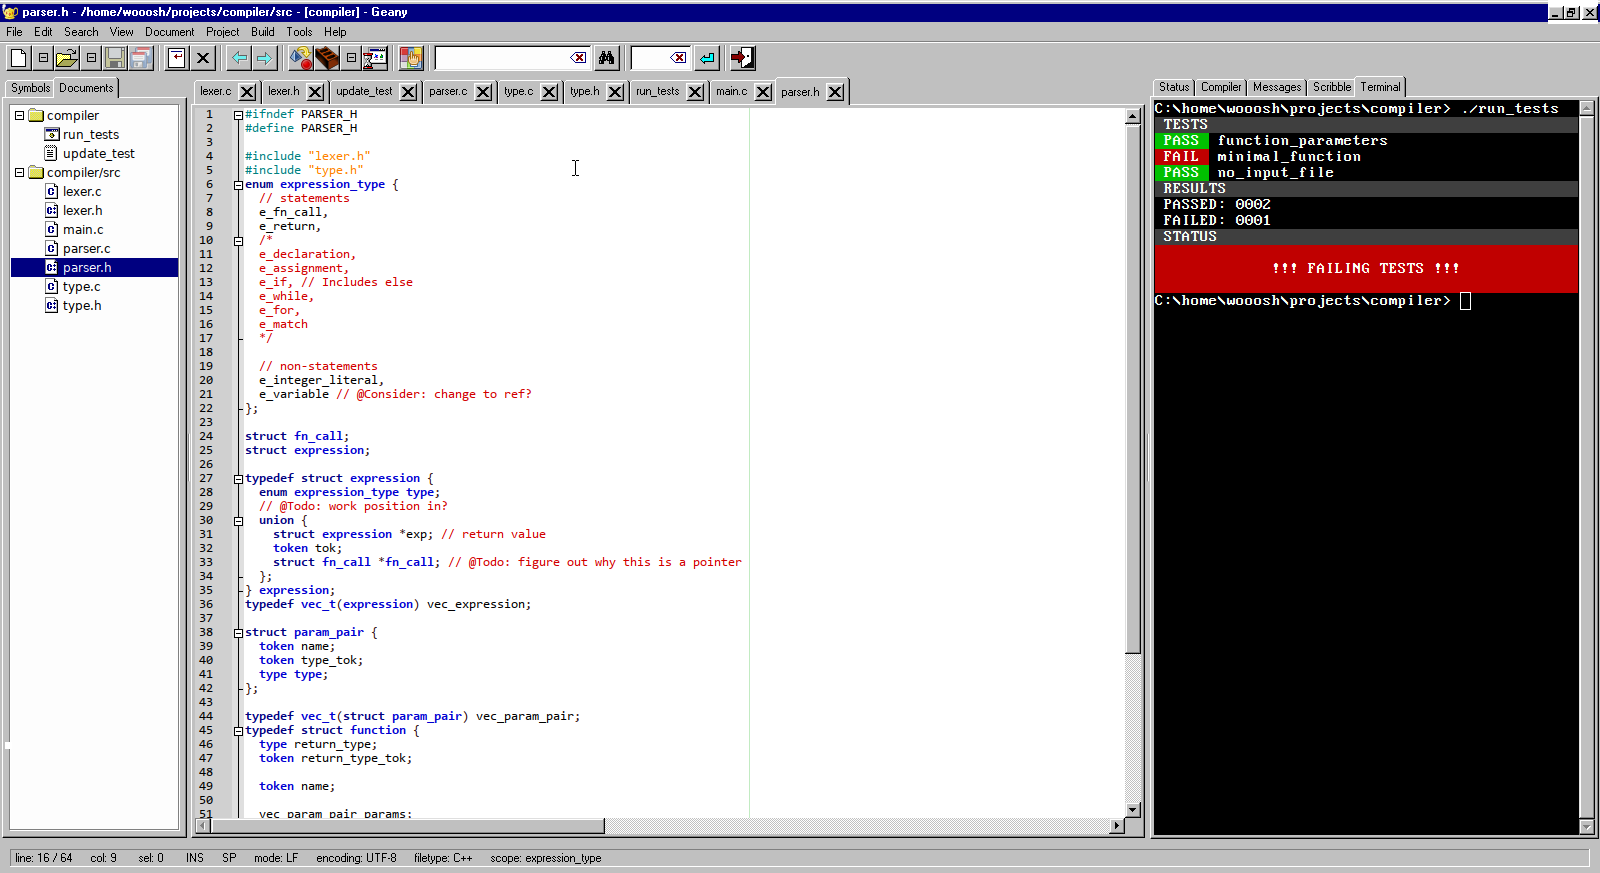 parser.h - /home/wooosh/projects/compiler/src - [compiler] - Geany
File Edit Search View Document Project Build Tools Help
Symbols Documents
compiler
run_tests
update_test
compiler/src
lexer.c
lexer.h
main.c
parser.c
parser.h
type.c
type.h
lexer.c lexer.h update_test parser.c type.c type.h run_tests main.c parser.h
1 #ifndef PARSER_H
2 #define PARSER_H
3
4 #include "lexer.h"
5 #include "type.h"
6 enum expression_type {
7 // statements
8 e_fn_call,
9 e_return,
10 /*
11 e_declaration,
12 e_assignment,
13 e_if, // Includes else
14 e_while,
15 e_for,
16 e_match
17 */
18
19 // non-statements
20 e_integer_literal,
21 e_variable // @Consider: change to ref?
22 };
23
24 struct fn_call;
25 struct expression;
26
27 typedef struct expression {
28 enum expression_type type;
29 // @Todo: work position in?
30 union {
31 struct expression *exp; // return value
32 token tok;
33 struct fn_call *fn_call; // @Todo: figure out why this is a pointer
34 };
35 } expression;
36 typedef vec_t(expression) vec_expression;
37
38 struct param_pair {
39 token name;
40 token type_tok;
41 type type;
42 };
43
44 typedef vec_t(struct param_pair) vec_param_pair;
45 typedef struct function {
46 type return_type;
47 token return_type_tok;
48
49 token name;
50
51 vec_param_pair params;
Status Compiler Messages Scribble Terminal
C:\home\wooosh\projects\compiler> ./run_tests
TESTS
PASS function_parameters
FAIL minimal_function
PASS no_input_file
RESULTS
PASSED: 0002
FAILED: 0001
STATUS
!!! FAILING TESTS !!!
C:\home\wooosh\projects\compiler>
line: 16 / 64 col: 9 sel: 0 INS SP mode: LF encoding: UTF-8 filetype: C++ scope: expression_type